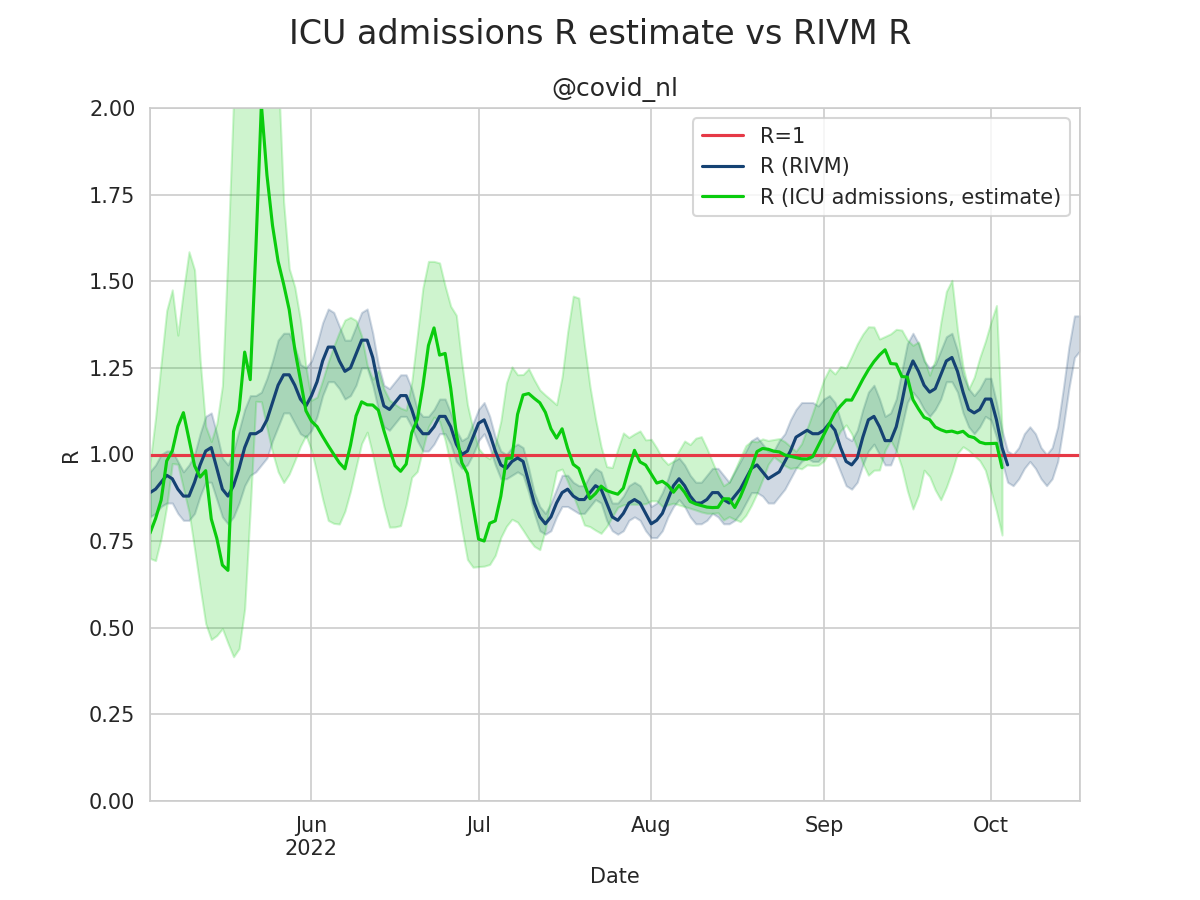 ICU admissions R estimate vs RIVM R
@covid_nl
R=1
R (RIVM)
R (ICU admissions, estimate)
2.00
1.75
1.50
1.25
1.00
0.75
0.50
0.25
0.00
R
Jun
2022
Jul
Aug
Sep
Oct
Date